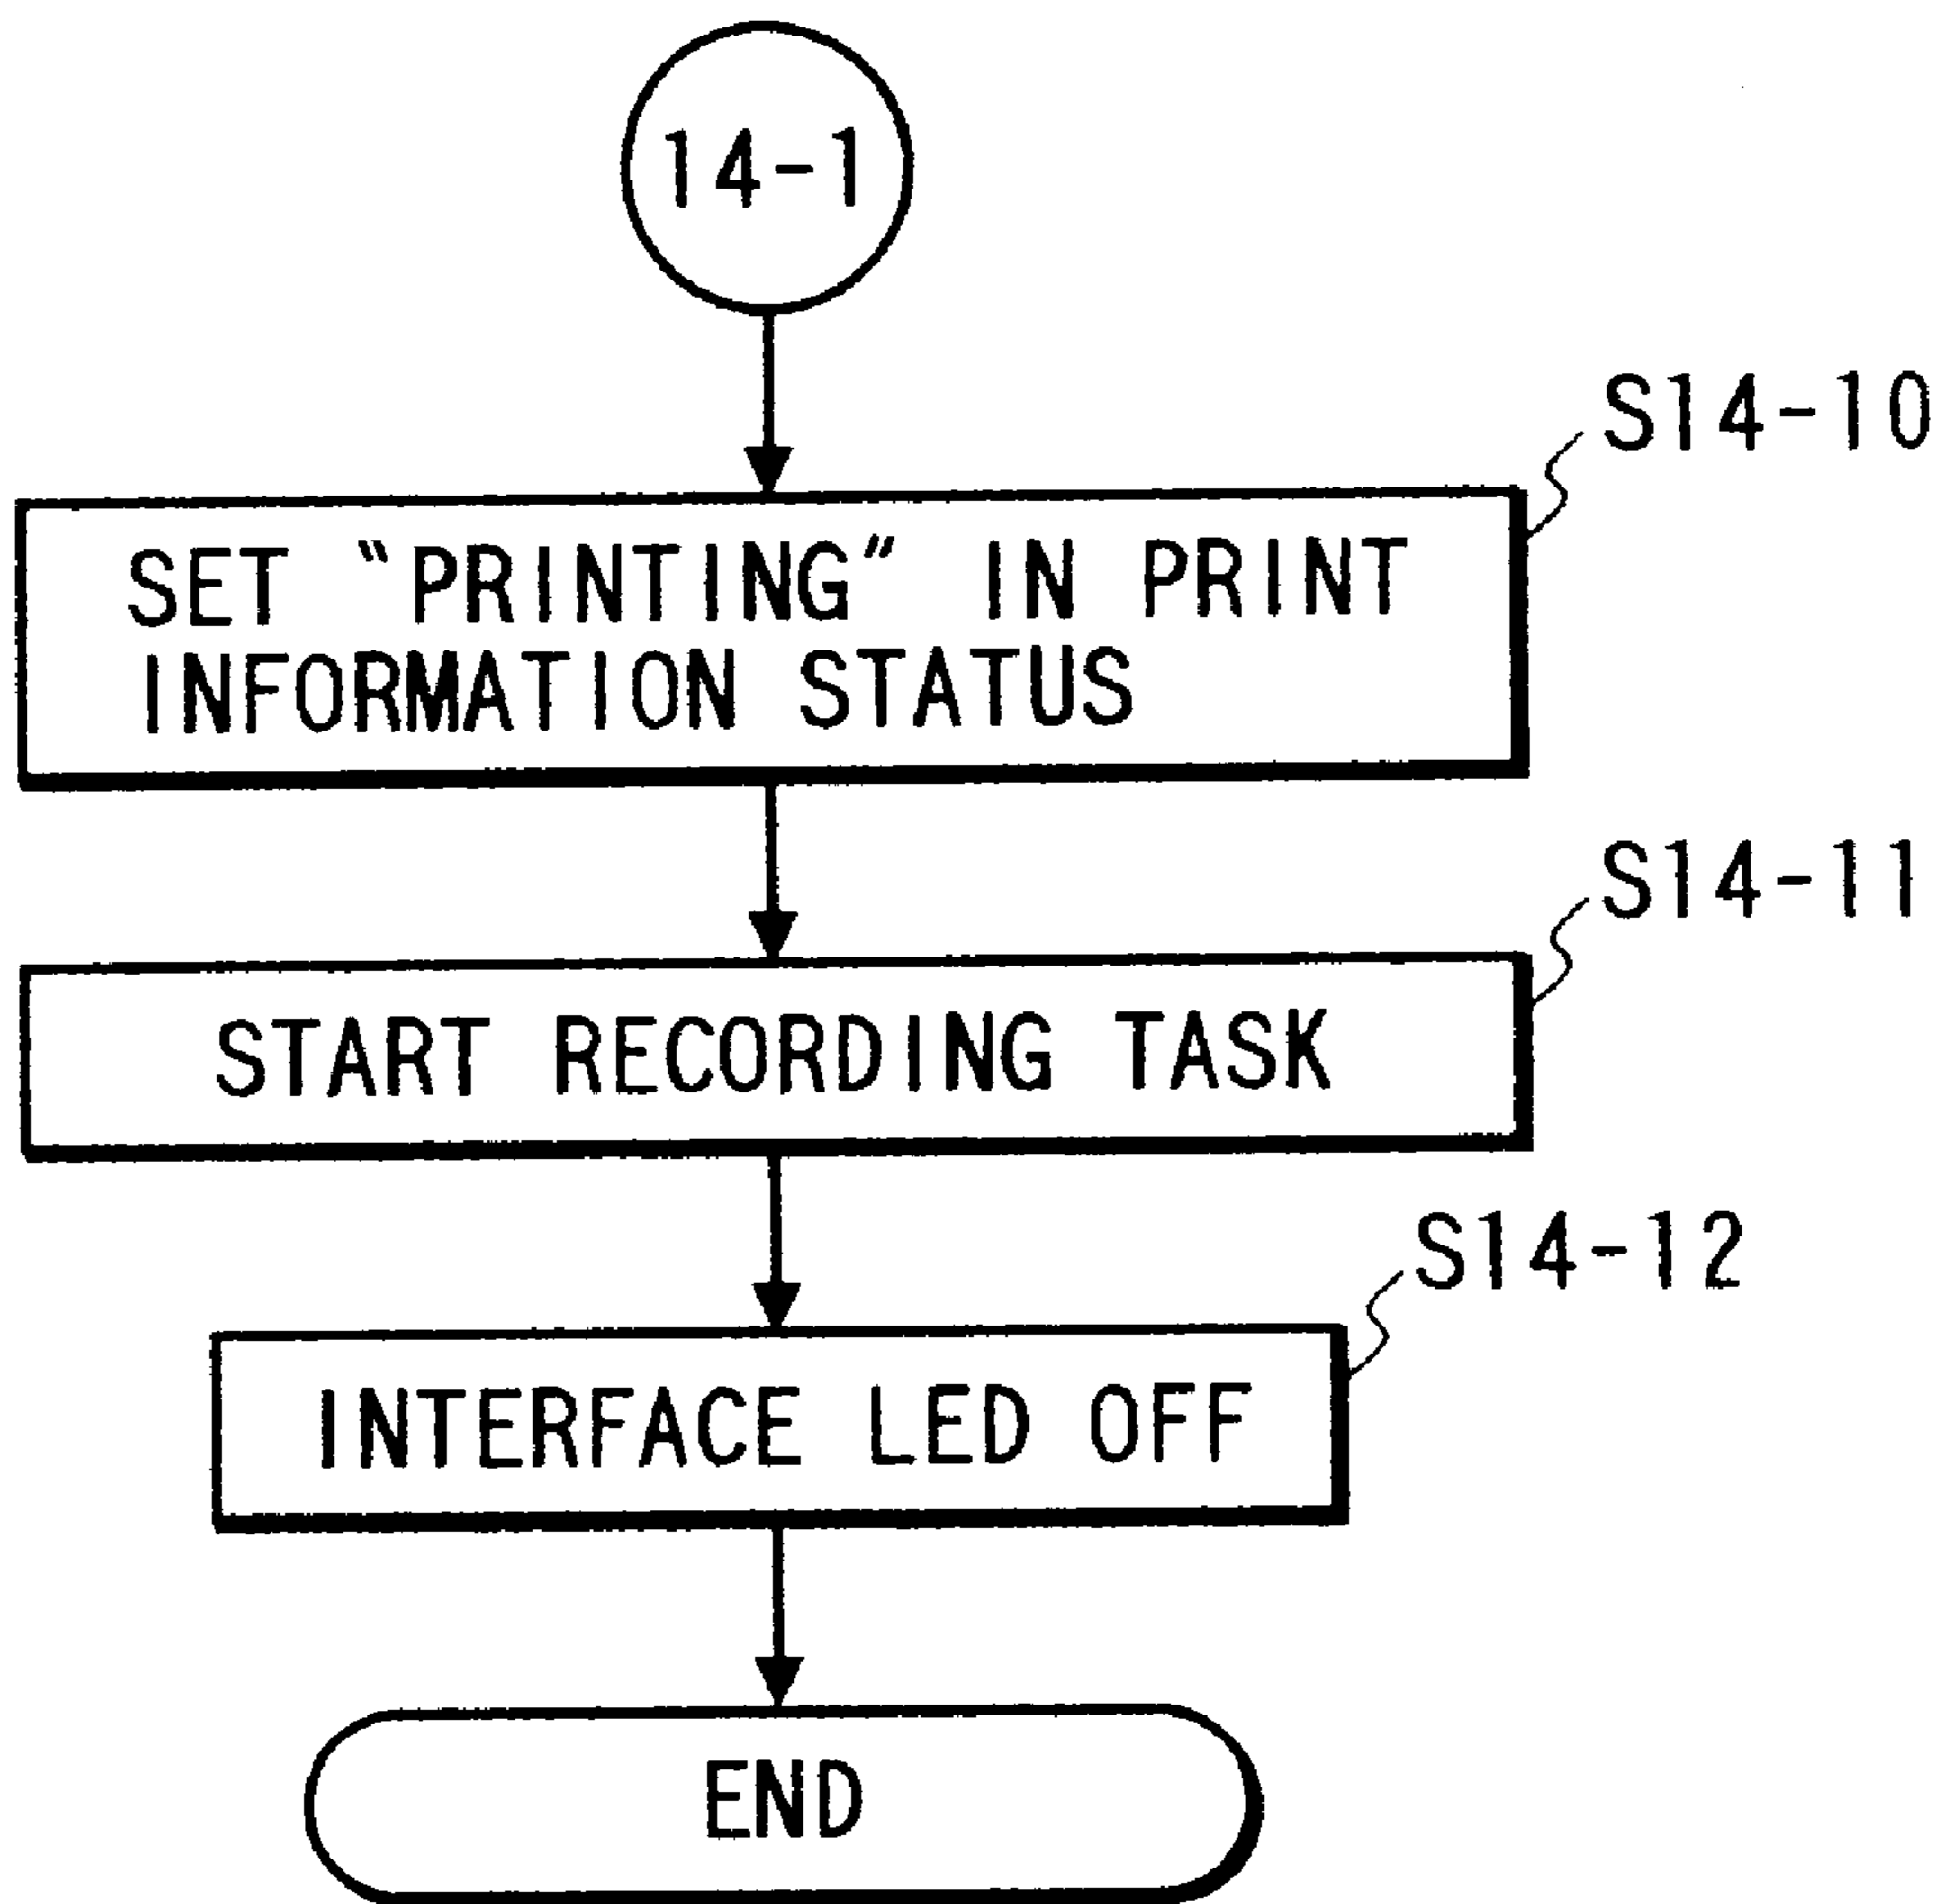 14-1
S14-10
SET “PRINTING” IN PRINT
INFORMATION STATUS
S14-11
START RECORDING TASK
S14-12
INTERFACE LED OFF
END